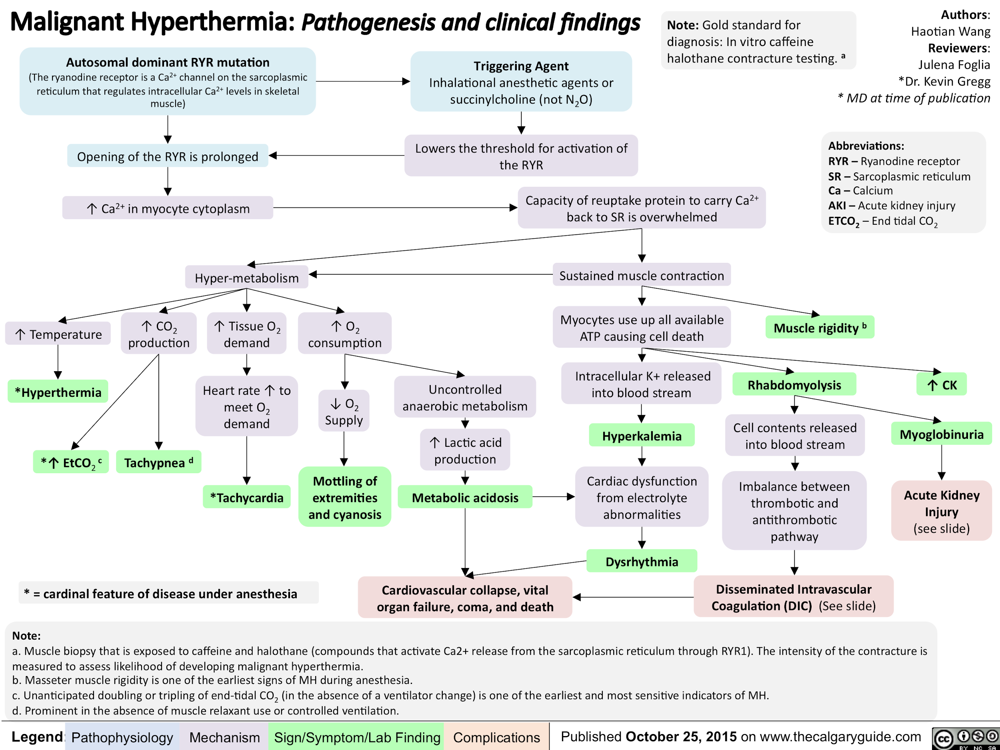 Malignant Hyperthermia: Pathogenesis and clinical findings
Note: Gold standard for
diagnosis: In vitro caffeine
halothane contracture testing. a
Authors:
Haotian Wang
Reviewers:
Julena Foglia
*Dr. Kevin Gregg
* MD at time of publication
Autosomal dominant RYR mutation
(The ryanodine receptor is a Ca2+ channel on the sarcoplasmic
reticulum that regulates intracellular Ca2+ levels in skeletal
muscle)
Triggering Agent
Inhalational anesthetic agents or
succinylcholine (not N2O)
Opening of the RYR is prolonged
Lowers the threshold for activation of
the RYR
Abbreviations:
RYR – Ryanodine receptor
SR – Sarcoplasmic reticulum
Ca – Calcium
AKI – Acute kidney injury
ETCO2 – End tidal CO2
↑ Ca2+ in myocyte cytoplasm
Capacity of reuptake protein to carry Ca2+
back to SR is overwhelmed
Hyper-metabolism
Sustained muscle contraction
↑ Temperature
↑ CO2
production
↑ Tissue O2
demand
↑ O2
consumption
Myocytes use up all available
ATP causing cell death
Muscle rigidity b
*Hyperthermia
Heart rate ↑ to
meet O2
demand
↓ O2
Supply
Uncontrolled
anaerobic metabolism
Intracellular K+ released
into blood stream
Rhabdomyolysis
↑ CK
*↑ EtCO2 c
Tachypnea d
↑ Lactic acid
production
Hyperkalemia
Cell contents released
into blood stream
Myoglobinuria
*Tachycardia
Mottling of
extremities
and cyanosis
Metabolic acidosis
Cardiac dysfunction
from electrolyte
abnormalities
Imbalance between
thrombotic and
antithrombotic
pathway
Acute Kidney
Injury
(see slide)
Dysrhythmia
* = cardinal feature of disease under anesthesia
Cardiovascular collapse, vital
organ failure, coma, and death
Disseminated Intravascular
Coagulation (DIC) (See slide)
Note:
a. Muscle biopsy that is exposed to caffeine and halothane (compounds that activate Ca2+ release from the sarcoplasmic reticulum through RYR1). The intensity of the contracture is
measured to assess likelihood of developing malignant hyperthermia.
b. Masseter muscle rigidity is one of the earliest signs of MH during anesthesia.
c. Unanticipated doubling or tripling of end-tidal CO2 (in the absence of a ventilator change) is one of the earliest and most sensitive indicators of MH.
d. Prominent in the absence of muscle relaxant use or controlled ventilation.
Legend:
Pathophysiology
Mechanism
Sign/Symptom/Lab Finding
Complications
Published October 25, 2015 on www.thecalgaryguide.com
cc
BY NC SA